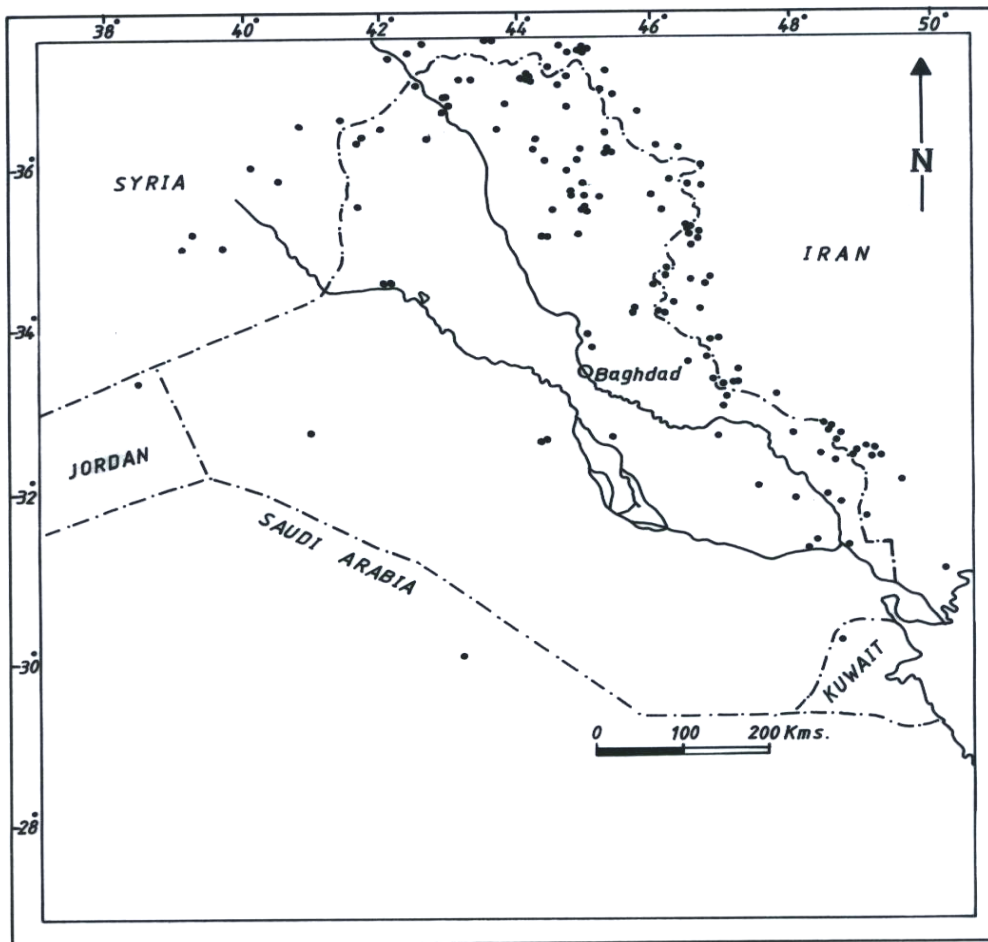 38° 40° 42 44° 46° 48° 50°
N
36°
SYRIA
IRAN
34°
Baghdad
JORDAN
32°
SAUDI ARABIA
30°
KUWAIT
0 100 200 Kms.
28°